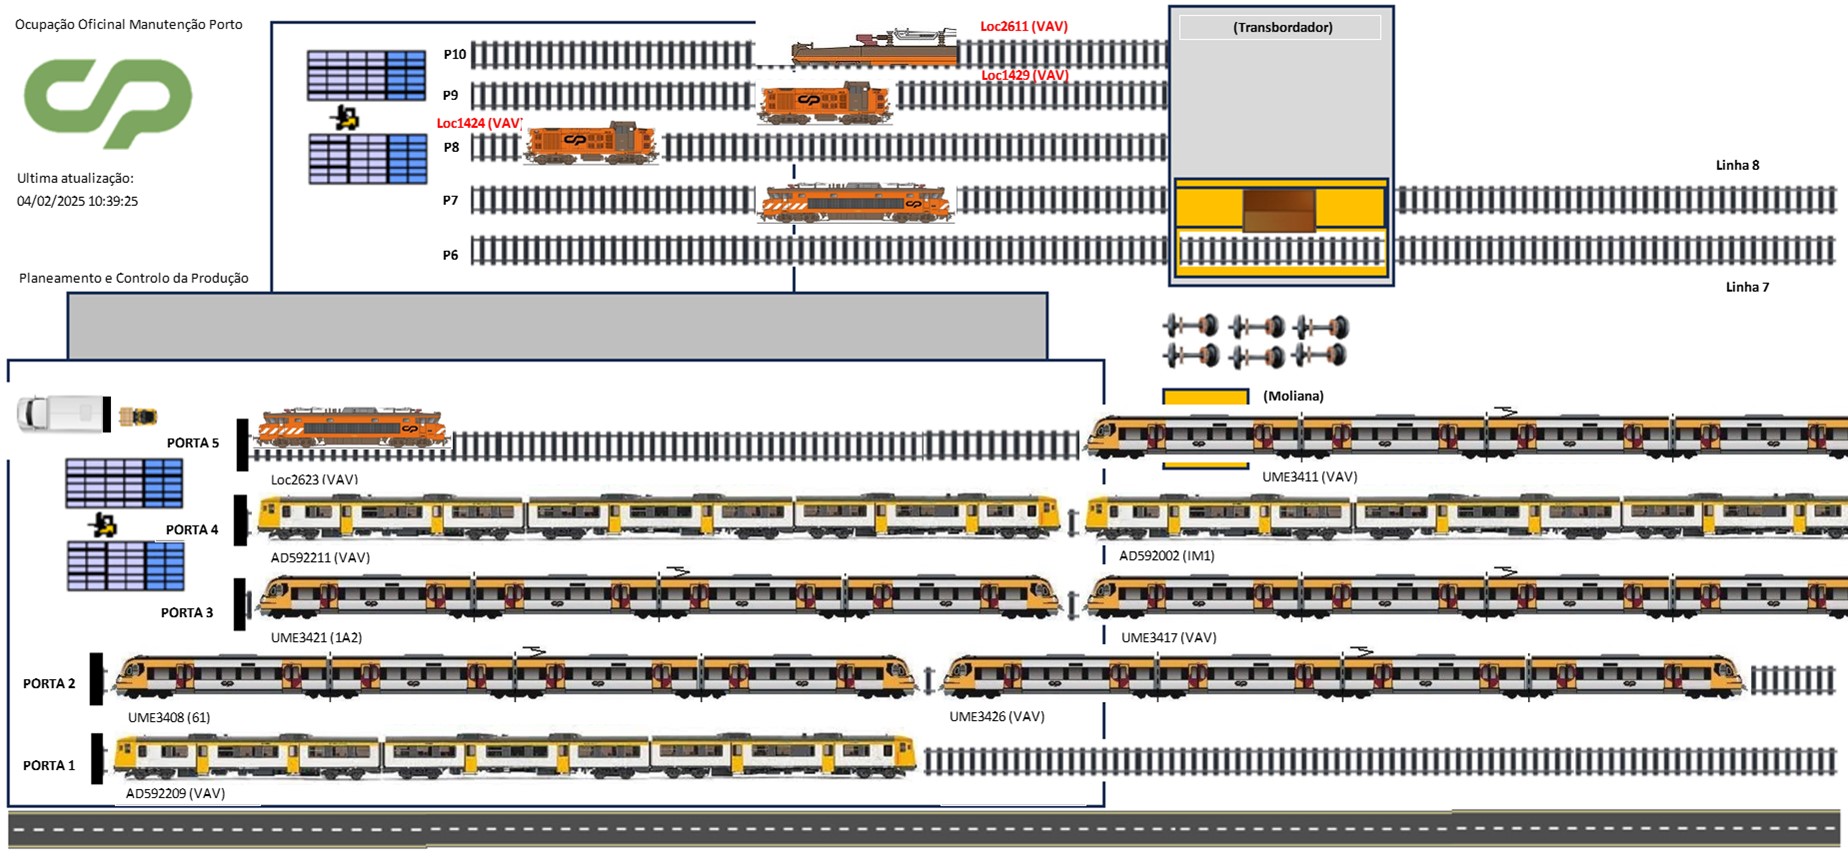 Ocupação Oficinal Manutenção Porto
Loc2611 (VAV)
(Transbordador)
P10
Loc1429 (VAV)
P9
Loc1424 (VAV)
P8
Linha 8
Ultima atualização:
04/02/2025 10:39:25
P7
P6
Planeamento e Controlo da Produção
Linha 7
(Moliana)
PORTA 5
Loc2623 (VAV)
UME3411 (VAV)
PORTA 4
AD592211 (VAV)
AD592002 (IM1)
PORTA 3
UME3421 (1A2)
UME3417 (VAV)
PORTA 2
UME3408 (61)
UME3426 (VAV)
PORTA 1
AD592209 (VAV)